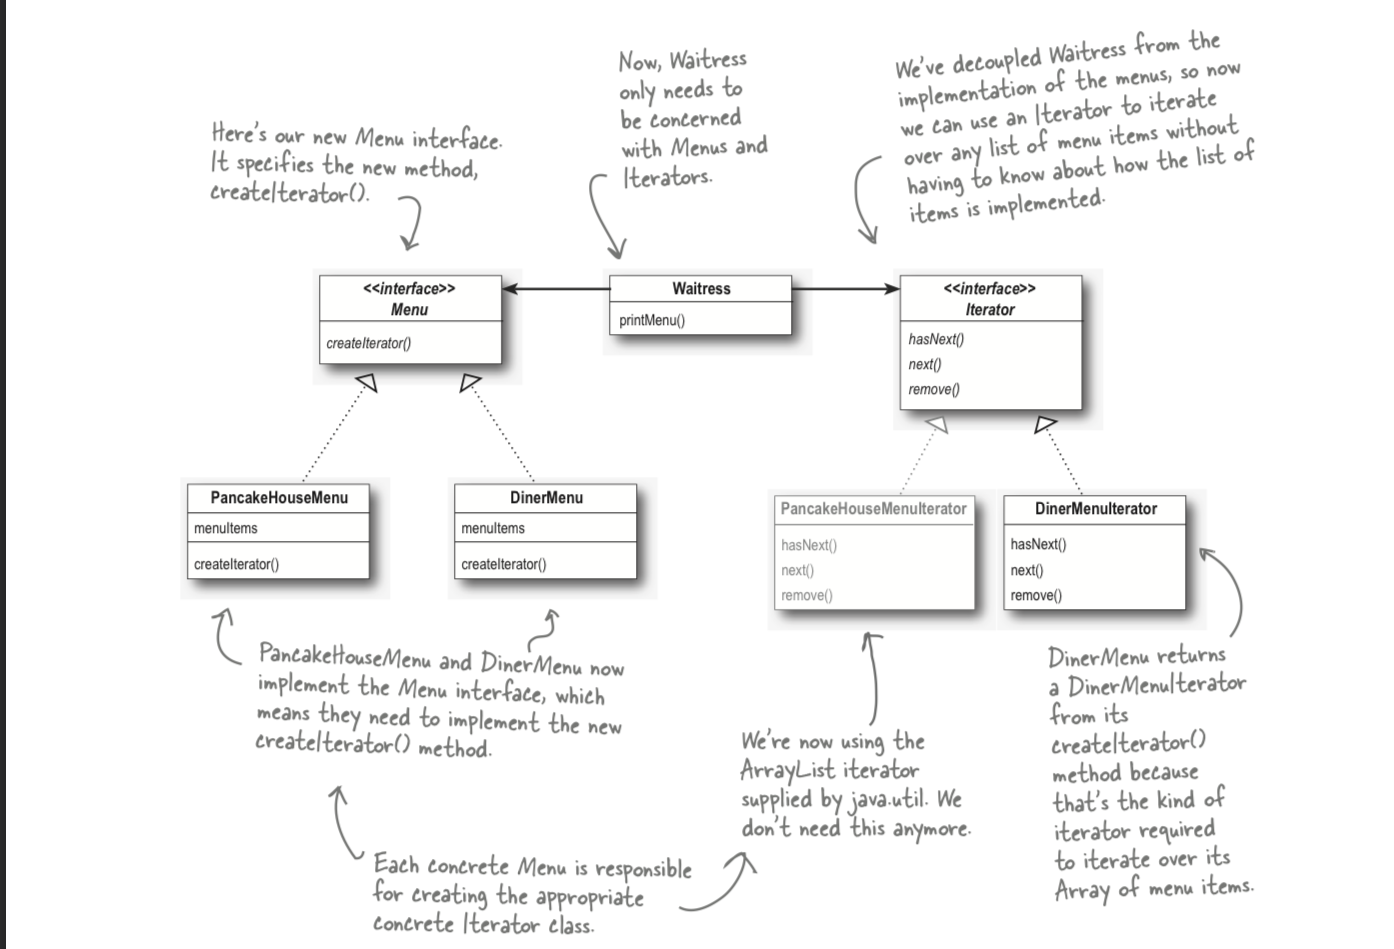 Here's our new Menu interface.
It specifies the new method,
createIterator().
Now, Waitress
only needs to
be concerned
with Menus and
Iterators.
We've decoupled Waitress from the
implementation of the menus, so now
we can use an Iterator to iterate
over any list of menu items without
having to know about how the list of
items is implemented.
<<interface>>
Menu
createIterator()
Waitress
printMenu()
<<interface>>
Iterator
hasNext()
next()
remove()
PancakeHouseMenu
menuItems
createIterator()
DinerMenu
menuItems
createIterator()
PancakeHouseMenuIterator
hasNext()
next()
remove()
DinerMenuIterator
hasNext()
next()
remove()
PancakeHouseMenu and DinerMenu now
implement the Menu interface, which
means they need to implement the new
createIterator() method.
We're now using the
ArrayList iterator
supplied by java.util. We
don't need this anymore.
DinerMenu returns
a DinerMenuIterator
from its
createIterator()
method because
that's the kind of
iterator required
to iterate over its
Array of menu items.
Each concrete Menu is responsible
for creating the appropriate
concrete Iterator class.